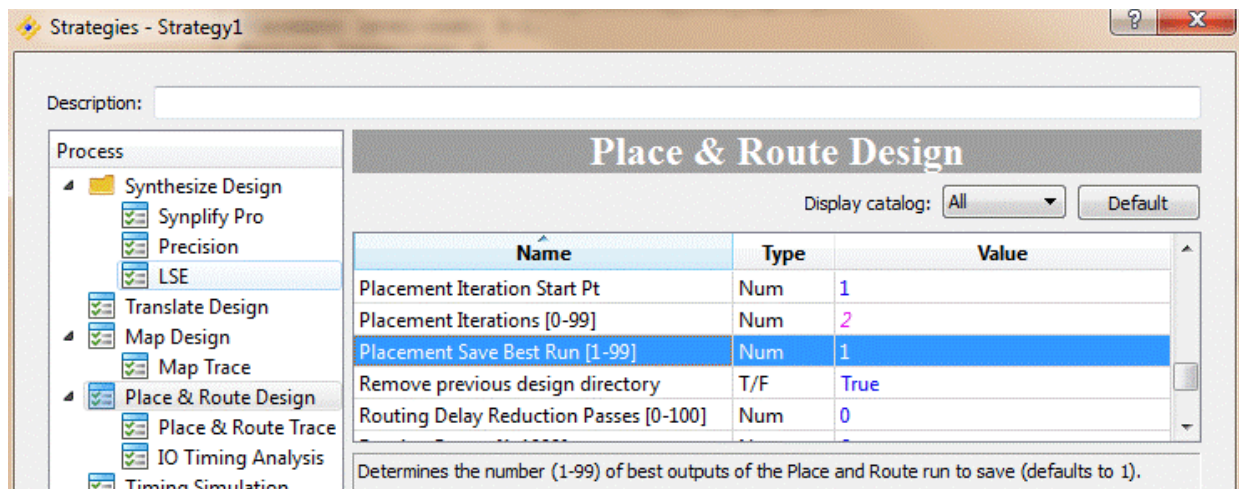 Strategies - Strategy1
Description:
Process
Synthesize Design
Synplify Pro
Precision
LSE
Translate Design
Map Design
Map Trace
Place & Route Design
Place & Route Trace
IO Timing Analysis
Timing Simulation
Place & Route Design
Display catalog: All Default
Name Type Value
Placement Iteration Start Pt Num 1
Placement Iterations [0-99] Num 2
Placement Save Best Run [1-99] Num 1
Remove previous design directory T/F True
Routing Delay Reduction Passes [0-100] Num 0
Determines the number (1-99) of best outputs of the Place and Route run to save (defaults to 1).